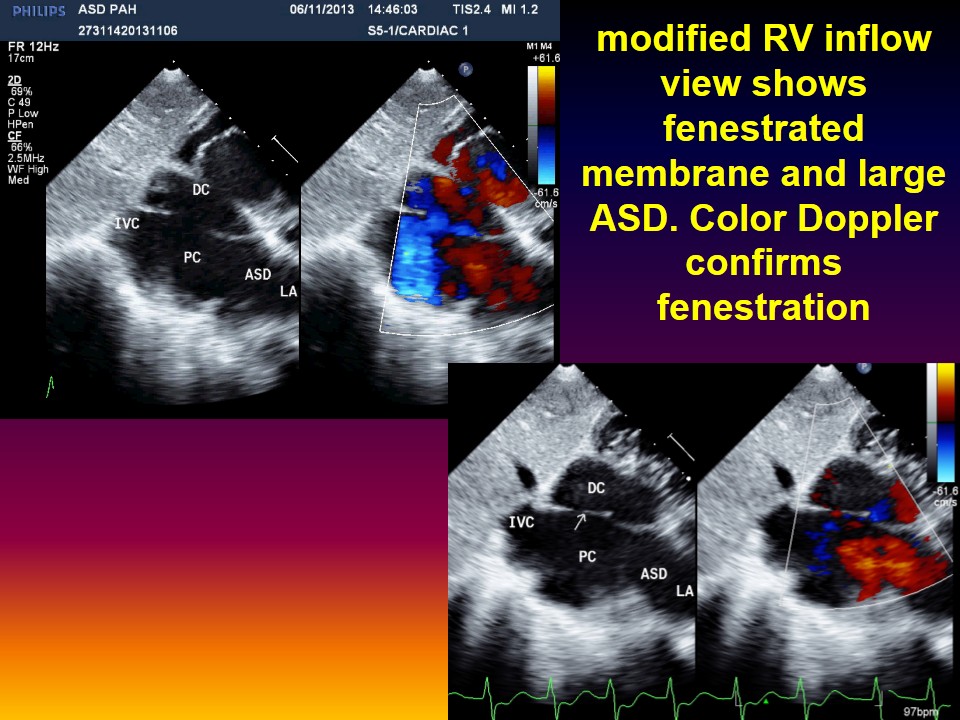 PHILIPS ASD PAH 06/11/2013 14:46:03 TIS2.4 MI 1.2
27311420131106 S5-1/CARDIAC 1
FR 12Hz
17cm
2D
69%
C 49
P Low
HPen
CF
66%
2.5MHz
WF High
Med
M1 M4
+61.6
P
-61.6
cm/s
DC
IVC
PC
ASD
LA
modified RV inflow
view shows
fenestrated
membrane and large
ASD. Color Doppler
confirms
fenestration
P
-61.6
cm/s
DC
IVC
PC
ASD
LA
97bpm